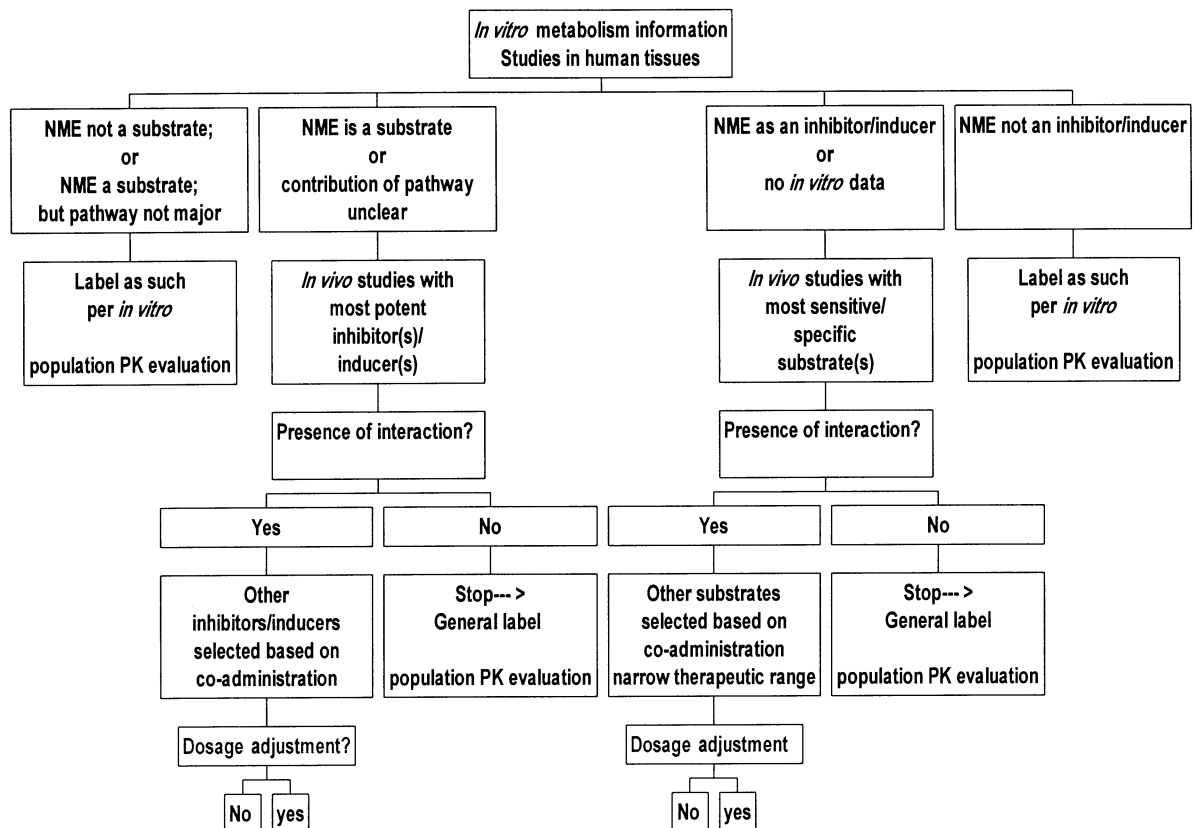 In vitro metabolism information
Studies in human tissues
NME not a substrate;
or
NME a substrate;
but pathway not major
NME is a substrate
or
contribution of pathway
unclear
NME as an inhibitor/inducer
or
no in vitro data
NME not an inhibitor/inducer
Label as such
per in vitro
population PK evaluation
In vivo studies with
most potent
inhibitor(s)/
inducer(s)
In vivo studies with
most sensitive/
specific
substrate(s)
Label as such
per in vitro
population PK evaluation
Presence of interaction?
Presence of interaction?
Yes
No
Yes
No
Other
inhibitors/inducers
selected based on
co-administration
Stop--- >
General label
population PK evaluation
Other substrates
selected based on
co-administration
narrow therapeutic range
Stop--- >
General label
population PK evaluation
Dosage adjustment?
Dosage adjustment
No
yes
No
yes